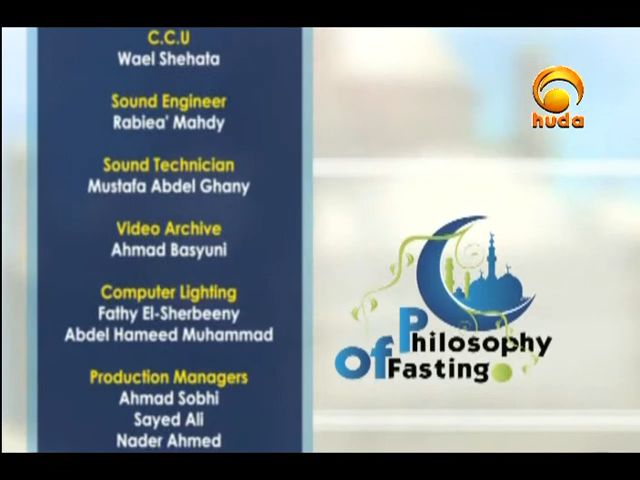 C.C.U
Wael Shehata
Sound Engineer
Rabiea' Mahdy
Sound Technician
Mustafa Abdel Ghany
Video Archive
Ahmad Basyuni
Computer Lighting
Fathy El-Sherbeeny
Abdel Hameed Muhammad
Production Managers
Ahmad Sobhi
Sayed Ali
Nader Ahmed
huda
Philosophy
Of Fasting